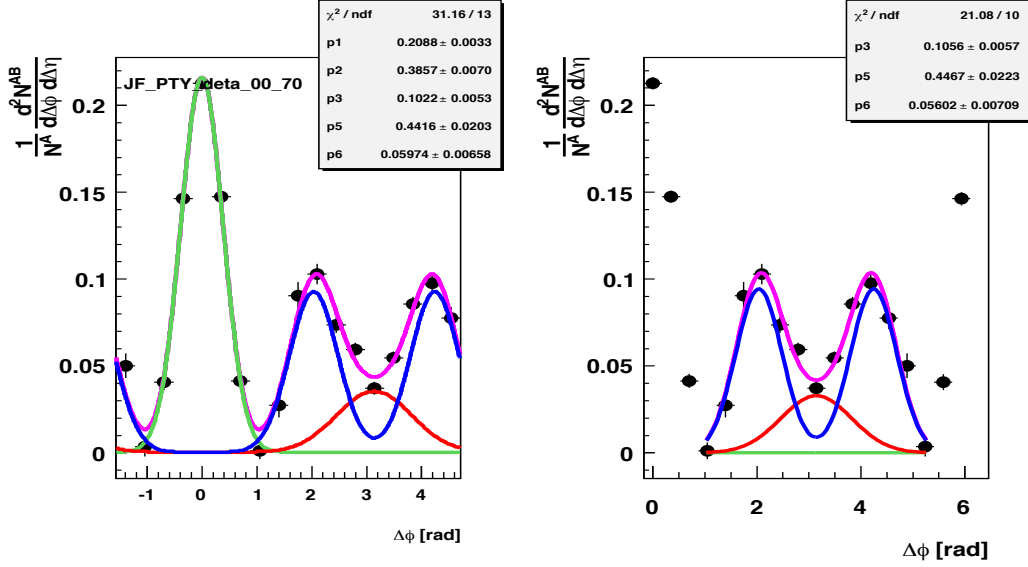 χ² / ndf 31.16 / 13
p1 0.2088 ± 0.0033
p2 0.3857 ± 0.0070
p3 0.1022 ± 0.0053
p5 0.4416 ± 0.0203
p6 0.05974 ± 0.00658
JF_PTY_deta_00_70
1 d²N^AB
N^A dΔφ dΔη
0.2
0.15
0.1
0.05
0
-1 0 1 2 3 4
Δφ [rad]
χ² / ndf 21.08 / 10
p3 0.1056 ± 0.0057
p5 0.4467 ± 0.0223
p6 0.05602 ± 0.00709
1 d²N^AB
N^A dΔφ dΔη
0.2
0.15
0.1
0.05
0
0 2 4 6
Δφ [rad]